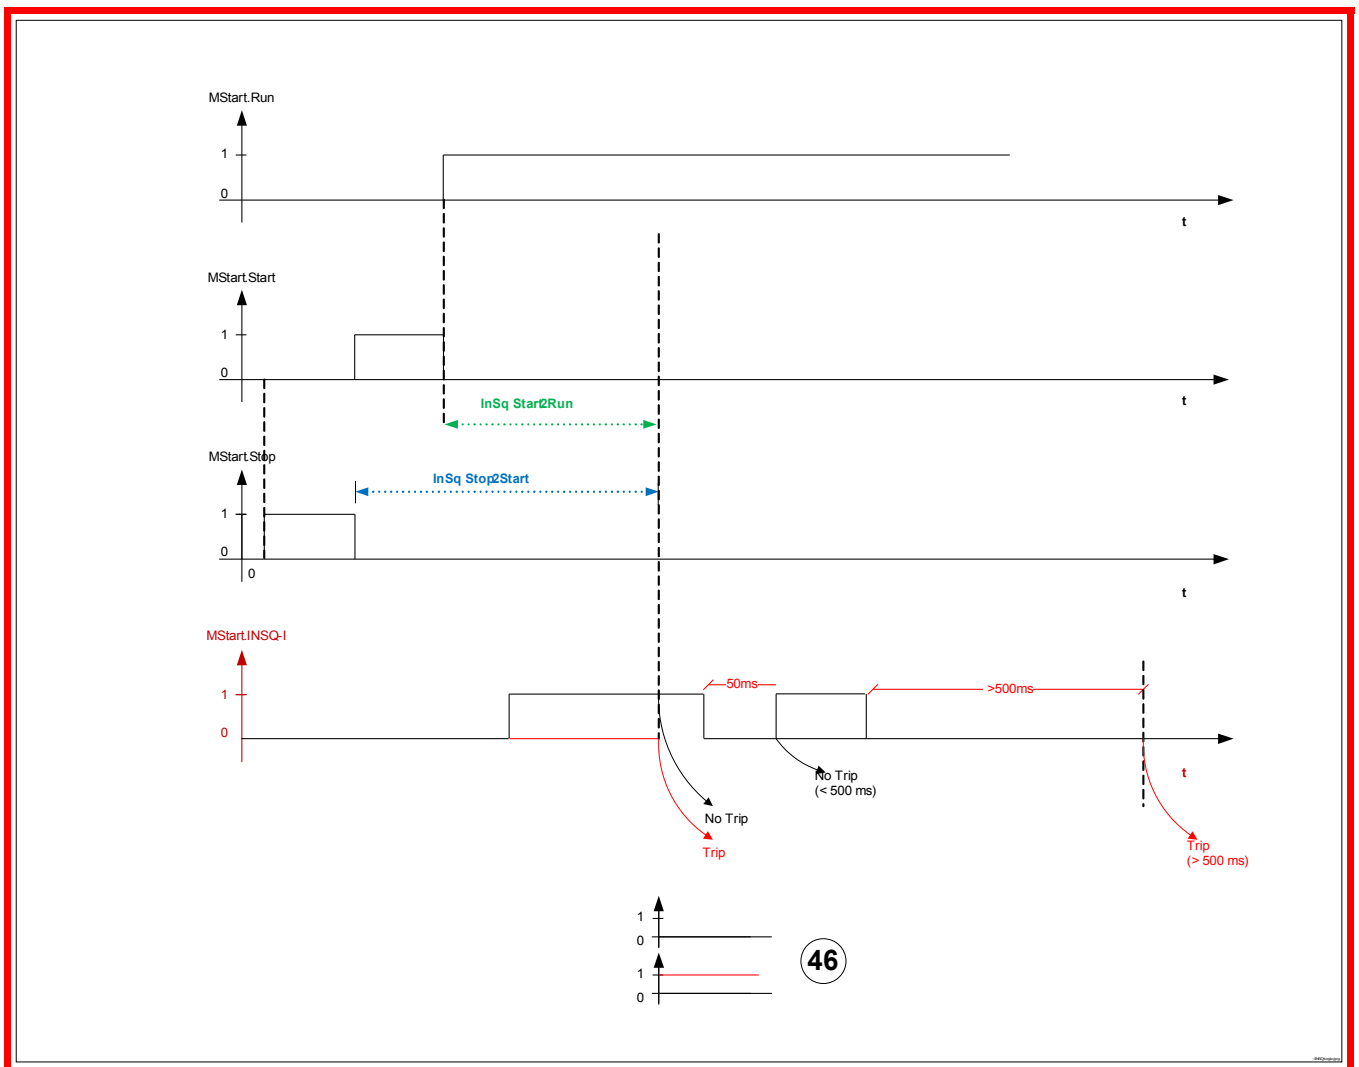 MStart.Run
1
0
t
MStart.Start
1
0
t
InSq Start2Run
MStart.Stop
InSq Stop2Start
1
0
0
t
MStart.INSQ-I
1
0
50ms
>500ms
t
No Trip
(< 500 ms)
No Trip
Trip
Trip
(> 500 ms)
1
0
46
1
0